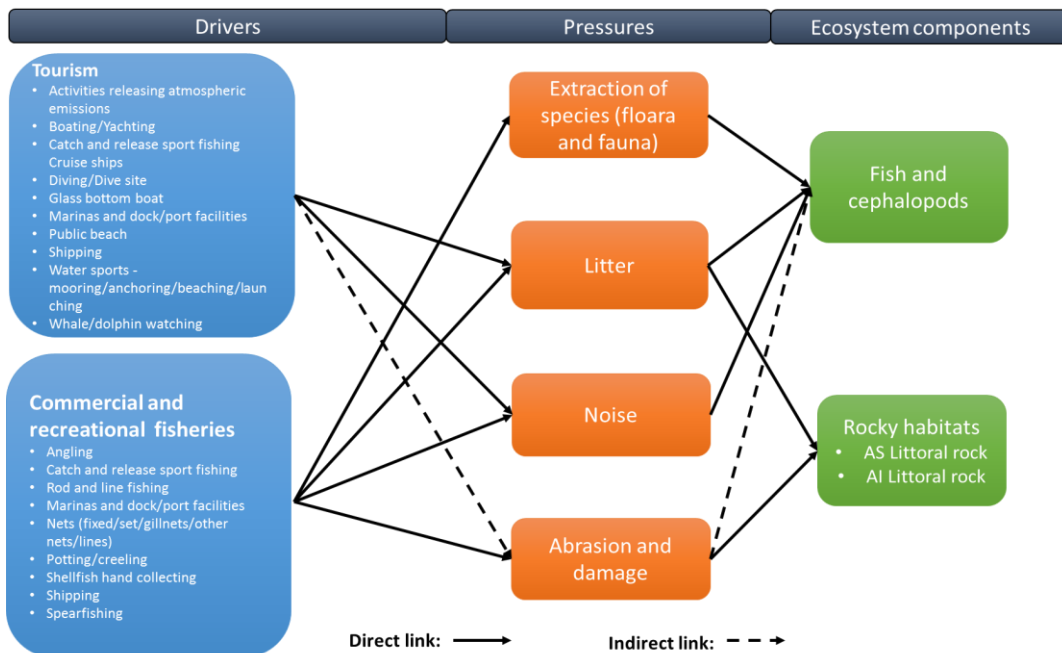 Drivers
Pressures
Ecosystem components
Tourism
• Activities releasing atmospheric
emissions
• Boating/Yachting
• Catch and release sport fishing
Cruise ships
• Diving/Dive site
• Glass bottom boat
• Marinas and dock/port facilities
• Public beach
• Shipping
• Water sports -
mooring/anchoring/beaching/laun
ching
• Whale/dolphin watching
Commercial and
recreational fisheries
• Angling
• Catch and release sport fishing
• Rod and line fishing
• Marinas and dock/port facilities
• Nets (fixed/set/gillnets/other
nets/lines)
• Potting/creeling
• Shellfish hand collecting
• Shipping
• Spearfishing
Extraction of
species (floara
and fauna)
Litter
Noise
Abrasion and
damage
Fish and
cephalopods
Rocky habitats
• AS Littoral rock
• AI Littoral rock
Direct link:
Indirect link: